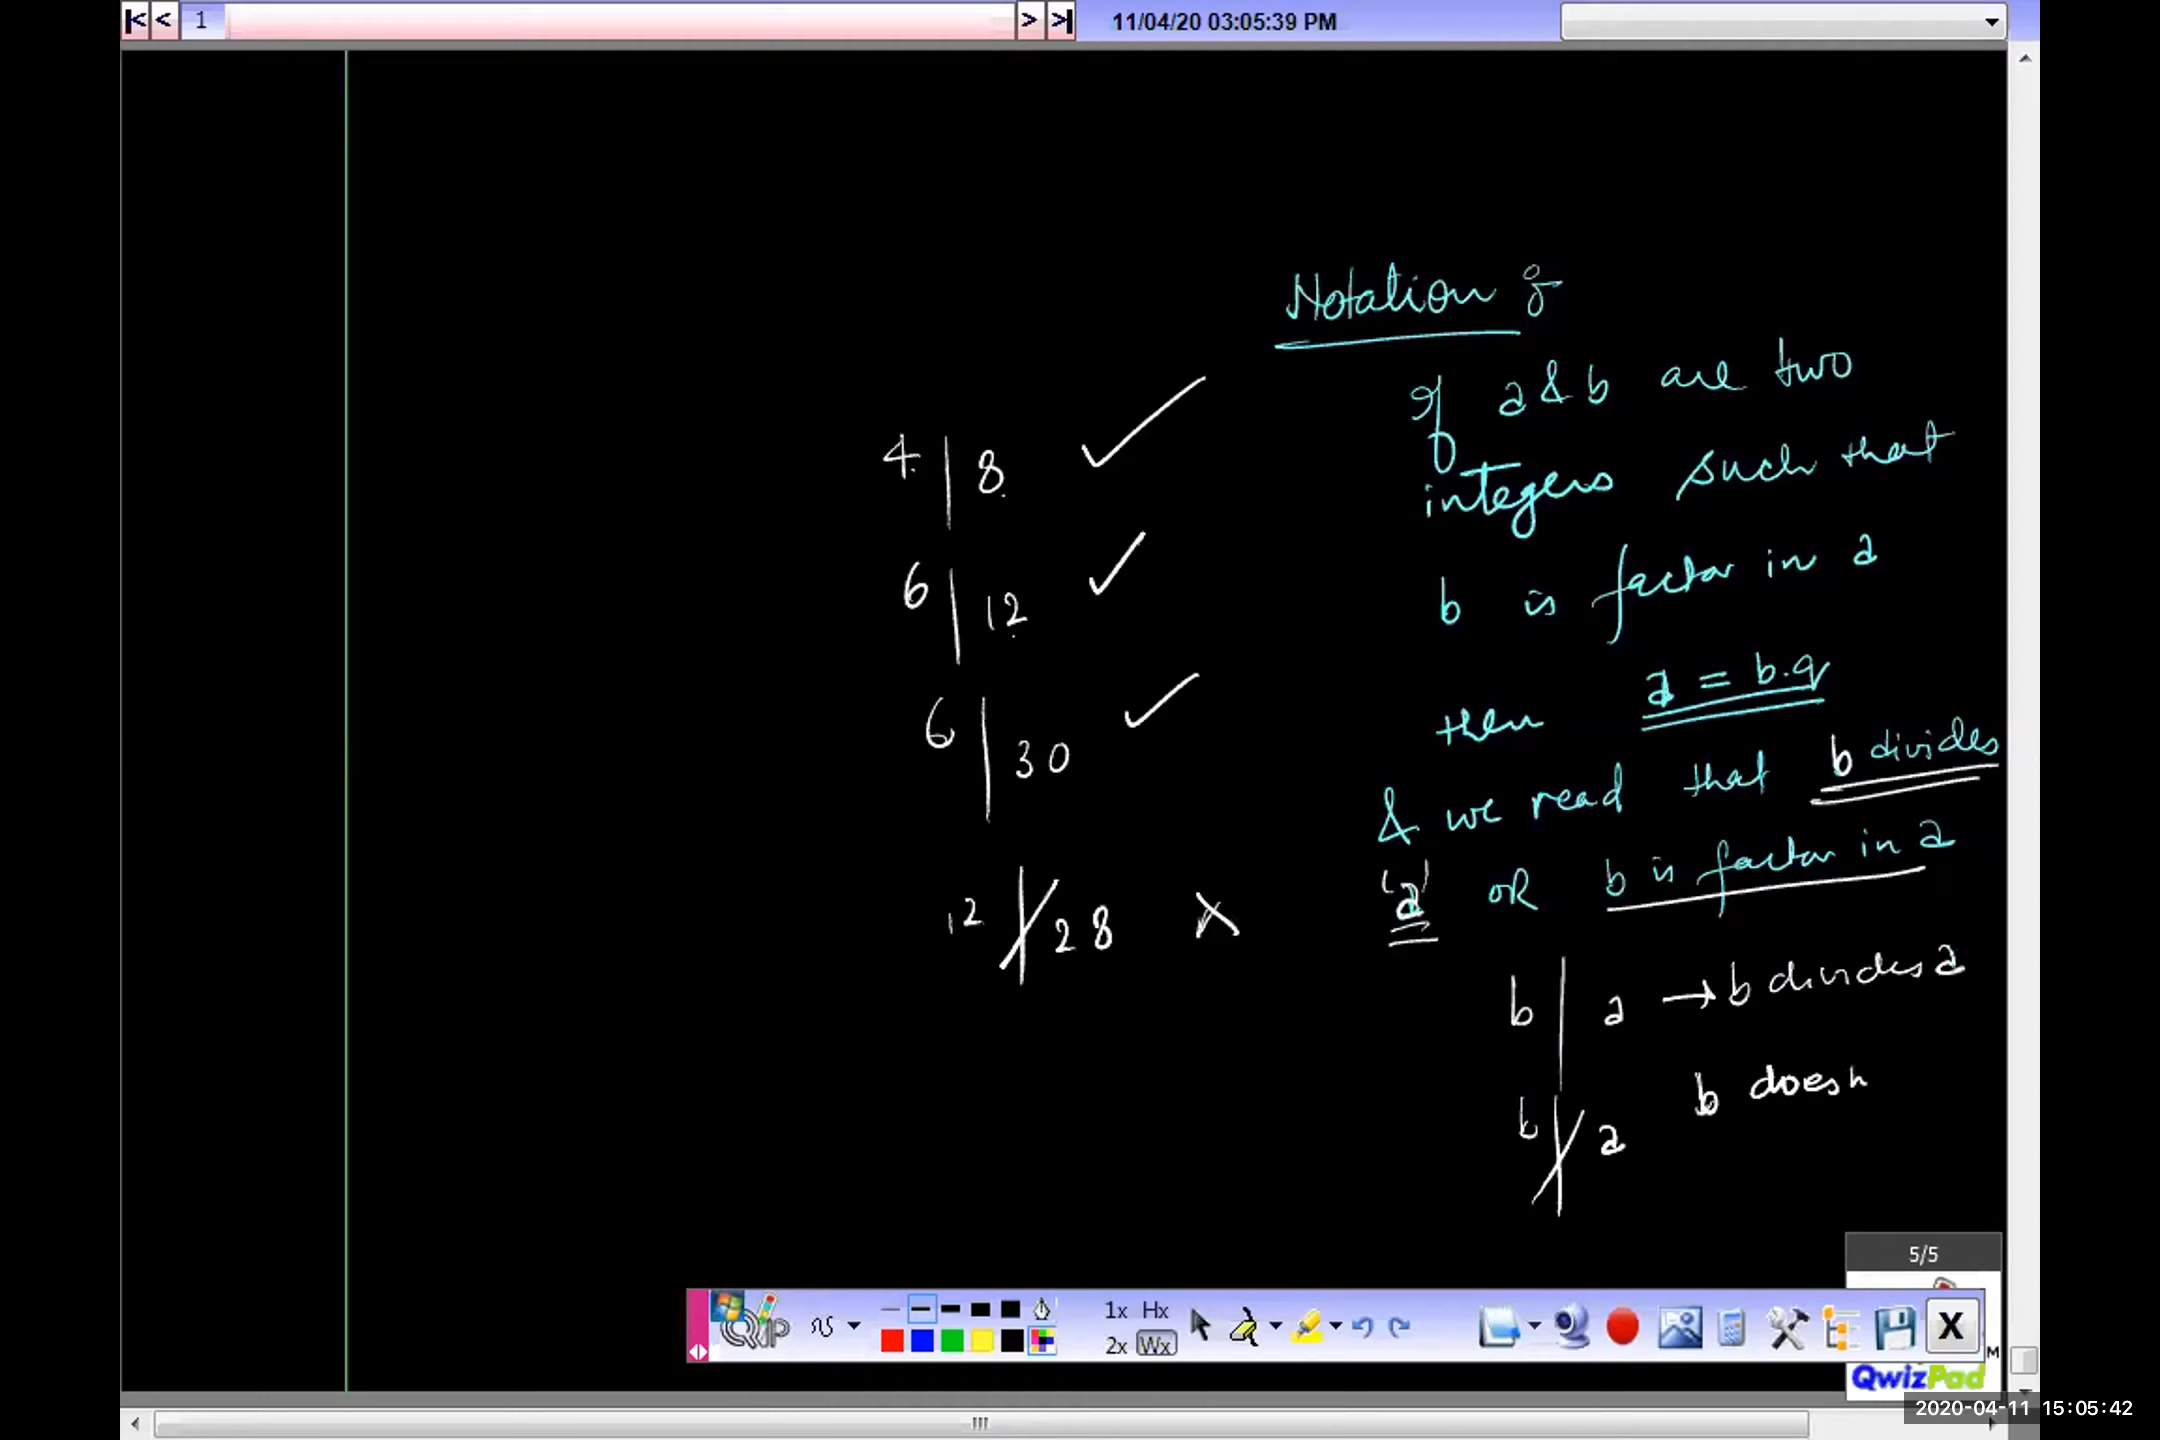 1
11/04/20 03:05:39 PM
Notation :
If a & b are two
integers such that
b is factor in a
then a = b.q
& we read that b divides
'a' OR b is factor in a
b | a → b divides a
b ∤ a b doesn
4 | 8 ✓
6 | 12 ✓
6 | 30 ✓
12 ∤ 28 ×
5/5
Qip
1x Hx
2x Wx
X
M
QwizPad
2020-04-11 15:05:42